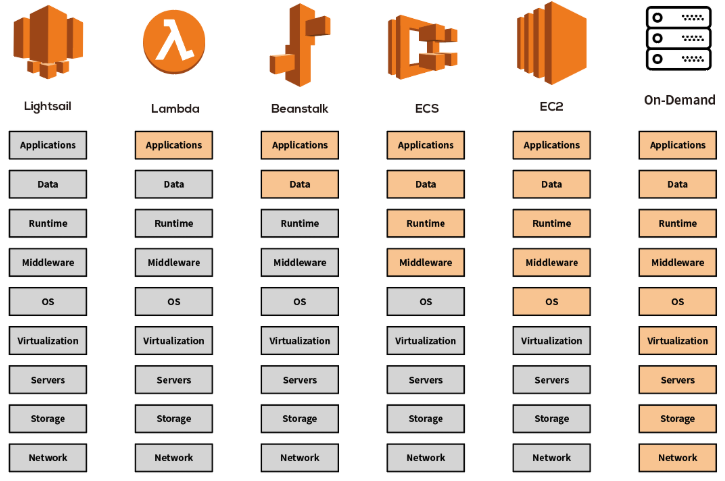 Lightsail
Lambda
Beanstalk
ECS
EC2
On-Demand
Applications Applications Applications Applications Applications Applications
Data Data Data Data Data Data
Runtime Runtime Runtime Runtime Runtime Runtime
Middleware Middleware Middleware Middleware Middleware Middleware
OS OS OS OS OS OS
Virtualization Virtualization Virtualization Virtualization Virtualization Virtualization
Servers Servers Servers Servers Servers Servers
Storage Storage Storage Storage Storage Storage
Network Network Network Network Network Network